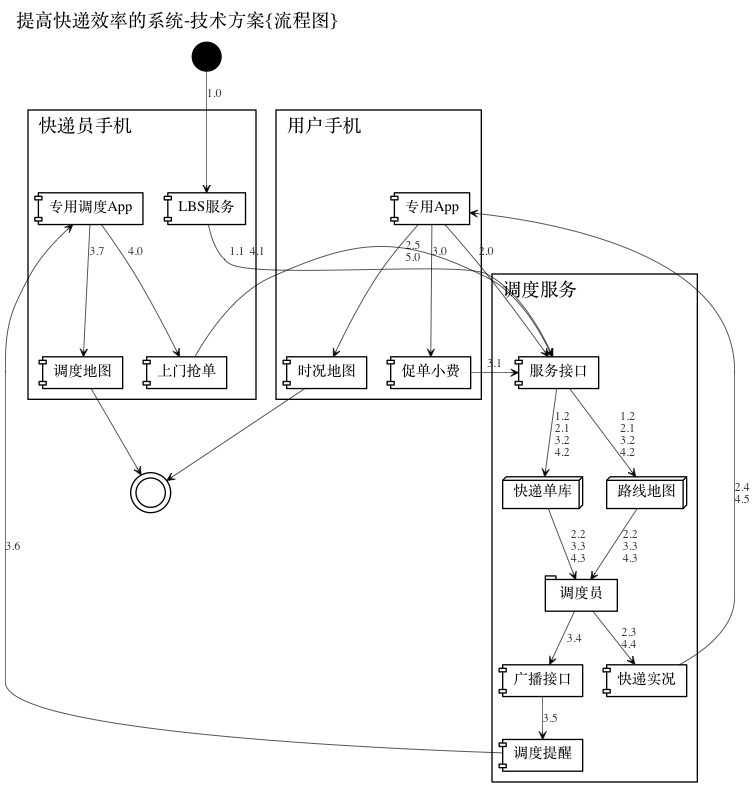 提高快递效率的系统-技术方案{流程图}
1.0
快递员手机
用户手机
专用调度App
LBS服务
专用App
3.7
4.0
1.1
4.1
2.5
5.0
3.0
2.0
调度服务
调度地图
上门抢单
时况地图
促单小费
3.1
服务接口
1.2
2.1
3.2
4.2
1.2
2.1
3.2
4.2
快递单库
路线地图
2.4
4.5
2.2
3.3
4.3
2.2
3.3
4.3
3.6
调度员
3.4
2.3
4.4
广播接口
快递实况
3.5
调度提醒